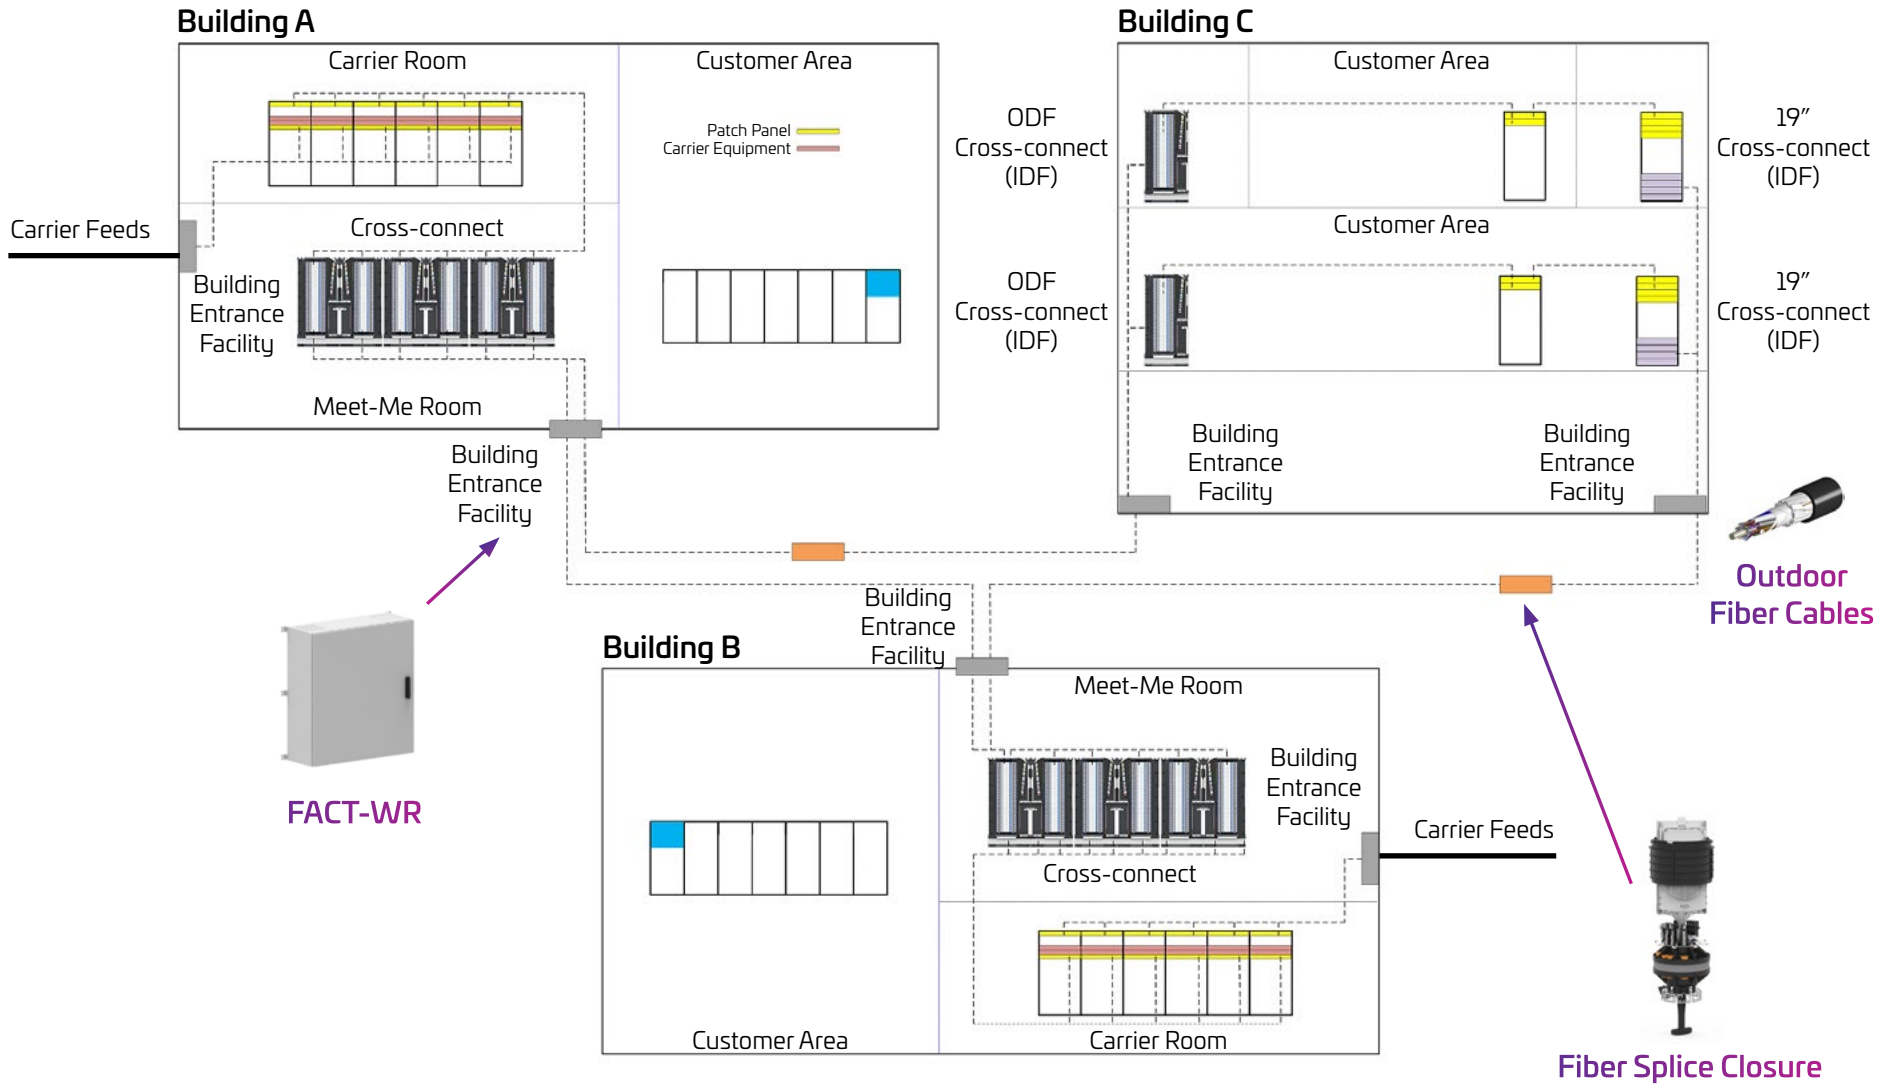 Building A
Carrier Room
Customer Area
Patch Panel
Carrier Equipment
Carrier Feeds
Cross-connect
Building
Entrance
Facility
Meet-Me Room
Building
Entrance
Facility
FACT-WR
Building C
Customer Area
ODF
Cross-connect
(IDF)
19”
Cross-connect
(IDF)
Customer Area
ODF
Cross-connect
(IDF)
19”
Cross-connect
(IDF)
Building
Entrance
Facility
Building
Entrance
Facility
Outdoor
Fiber Cables
Building
Entrance
Facility
Building B
Meet-Me Room
Building
Entrance
Facility
Carrier Feeds
Cross-connect
Customer Area
Carrier Room
Fiber Splice Closure